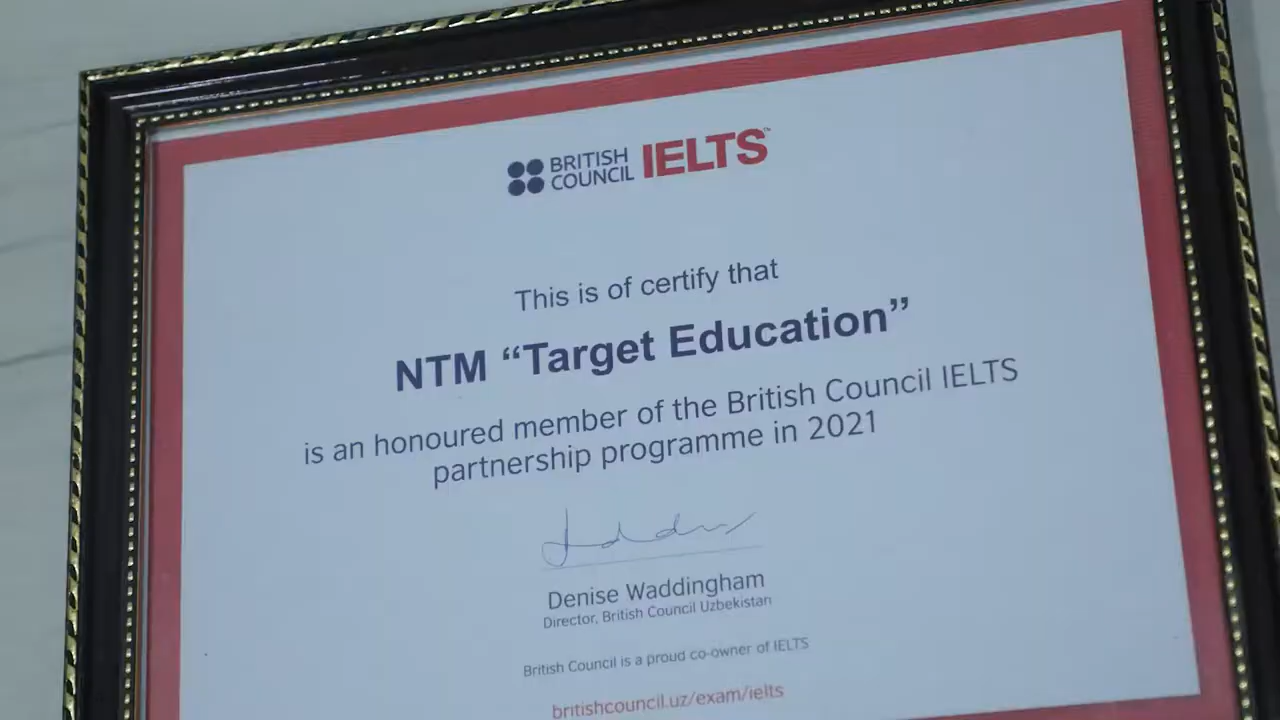 BRITISH
COUNCIL
IELTS™
This is of certify that
NTM “Target Education”
is an honoured member of the British Council IELTS
partnership programme in 2021
Denise Waddingham
Director, British Council Uzbekistan
British Council is a proud co-owner of IELTS
britishcouncil.uz/exam/ielts